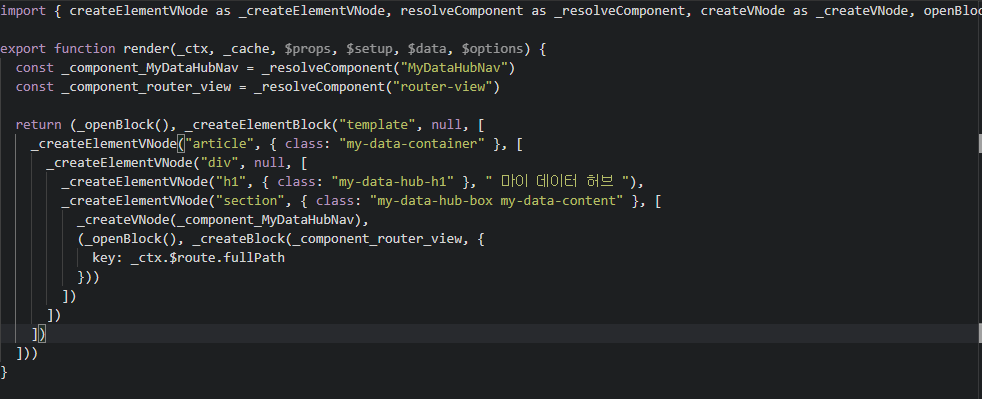 import { createElementVNode as _createElementVNode, resolveComponent as _resolveComponent, createVNode as _createVNode, openBloc
export function render(_ctx, _cache, $props, $setup, $data, $options) {
const _component_MyDataHubNav = _resolveComponent("MyDataHubNav")
const _component_router_view = _resolveComponent("router-view")
return (_openBlock(), _createElementBlock("template", null, [
_createElementVNode("article", { class: "my-data-container" }, [
_createElementVNode("div", null, [
_createElementVNode("h1", { class: "my-data-hub-h1" }, " 마이 데이터 허브 "),
_createElementVNode("section", { class: "my-data-hub-box my-data-content" }, [
_createVNode(_component_MyDataHubNav),
(_openBlock(), _createBlock(_component_router_view, {
key: _ctx.$route.fullPath
}))
])
])
])
]))
}